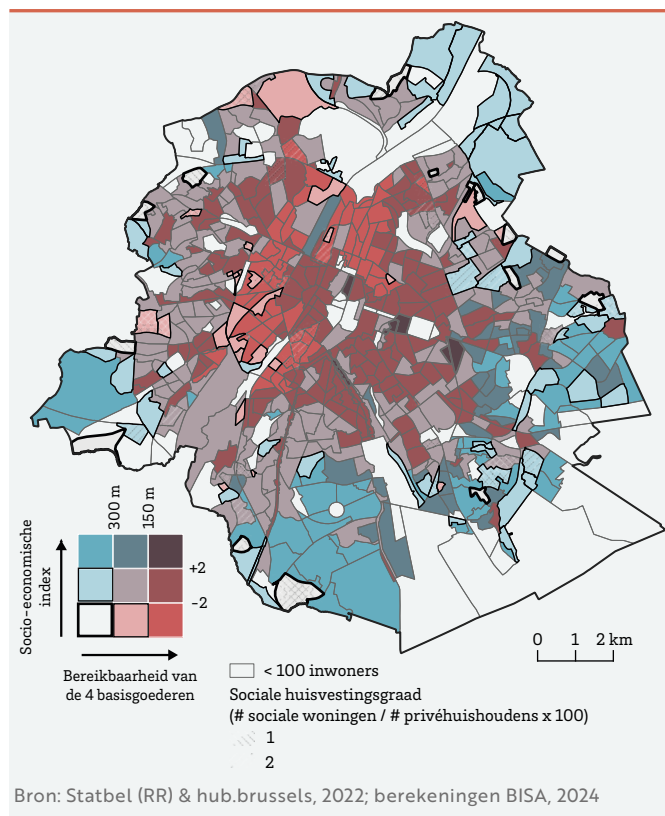 300 m
150 m
+2
-2
Socio-economische
index
Bereikbaarheid van
de 4 basisgoederen
0 1 2 km
< 100 inwoners
Sociale huisvestingsgraad
(# sociale woningen / # privéhuishoudens x 100)
1
2
Bron: Statbel (RR) & hub.brussels, 2022; berekeningen BISA, 2024